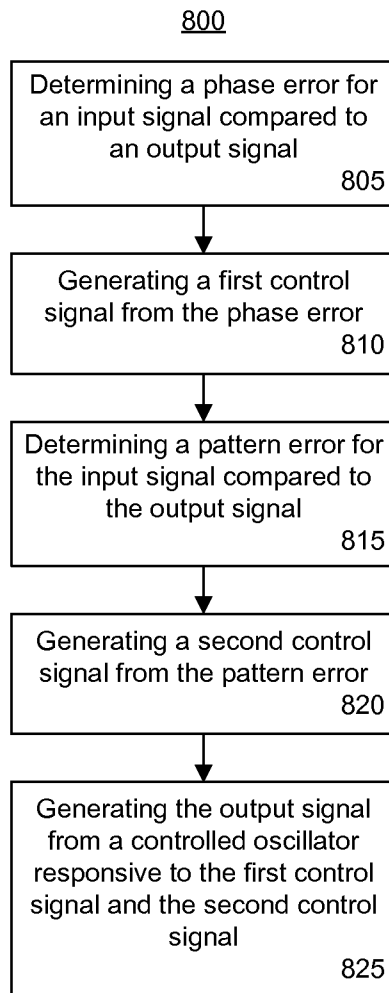 800
Determining a phase error for
an input signal compared to
an output signal
805
Generating a first control
signal from the phase error
810
Determining a pattern error for
the input signal compared to
the output signal
815
Generating a second control
signal from the pattern error
820
Generating the output signal
from a controlled oscillator
responsive to the first control
signal and the second control
signal
825